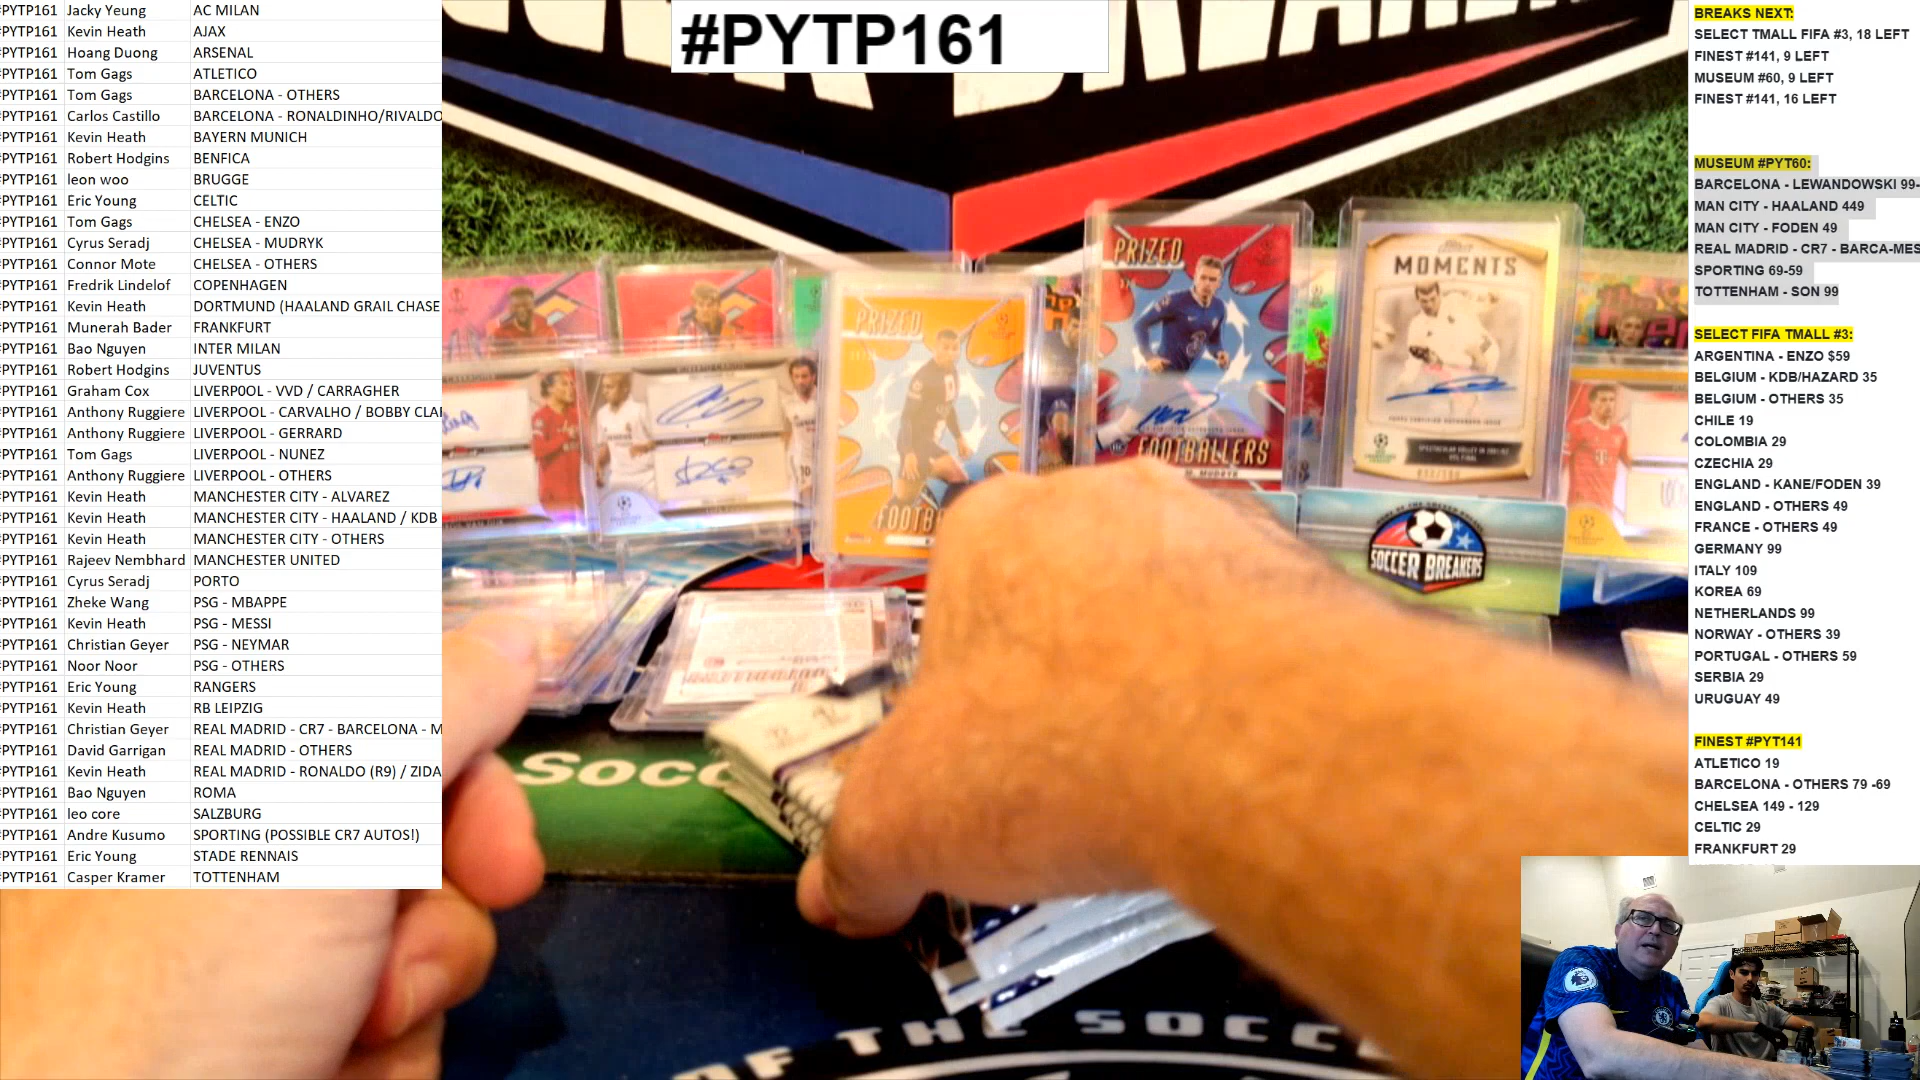 #PYTP161
#PYTP161 Jacky Yeung AC MILAN
#PYTP161 Kevin Heath AJAX
#PYTP161 Hoang Duong ARSENAL
#PYTP161 Tom Gags ATLETICO
#PYTP161 Tom Gags BARCELONA - OTHERS
#PYTP161 Carlos Castillo BARCELONA - RONALDINHO/RIVALDO
#PYTP161 Kevin Heath BAYERN MUNICH
#PYTP161 Robert Hodgins BENFICA
#PYTP161 leon woo BRUGGE
#PYTP161 Eric Young CELTIC
#PYTP161 Tom Gags CHELSEA - ENZO
#PYTP161 Cyrus Seradj CHELSEA - MUDRYK
#PYTP161 Connor Mote CHELSEA - OTHERS
#PYTP161 Fredrik Lindelof COPENHAGEN
#PYTP161 Kevin Heath DORTMUND (HAALAND GRAIL CHASE
#PYTP161 Munerah Bader FRANKFURT
#PYTP161 Bao Nguyen INTER MILAN
#PYTP161 Robert Hodgins JUVENTUS
#PYTP161 Graham Cox LIVERP0OL - VVD / CARRAGHER
#PYTP161 Anthony Ruggiere LIVERPOOL - CARVALHO / BOBBY CLA
#PYTP161 Anthony Ruggiere LIVERPOOL - GERRARD
#PYTP161 Tom Gags LIVERPOOL - NUNEZ
#PYTP161 Anthony Ruggiere LIVERPOOL - OTHERS
#PYTP161 Kevin Heath MANCHESTER CITY - ALVAREZ
#PYTP161 Kevin Heath MANCHESTER CITY - HAALAND / KDB
#PYTP161 Kevin Heath MANCHESTER CITY - OTHERS
#PYTP161 Rajeev Nembhard MANCHESTER UNITED
#PYTP161 Cyrus Seradj PORTO
#PYTP161 Zheke Wang PSG - MBAPPE
#PYTP161 Kevin Heath PSG - MESSI
#PYTP161 Christian Geyer PSG - NEYMAR
#PYTP161 Noor Noor PSG - OTHERS
#PYTP161 Eric Young RANGERS
#PYTP161 Kevin Heath RB LEIPZIG
#PYTP161 Christian Geyer REAL MADRID - CR7 - BARCELONA - M
#PYTP161 David Garrigan REAL MADRID - OTHERS
#PYTP161 Kevin Heath REAL MADRID - RONALDO (R9) / ZIDA
#PYTP161 Bao Nguyen ROMA
#PYTP161 leo core SALZBURG
#PYTP161 Andre Kusumo SPORTING (POSSIBLE CR7 AUTOS!)
#PYTP161 Eric Young STADE RENNAIS
#PYTP161 Casper Kramer TOTTENHAM
PRIZED
FOOTB
PRIZED
FOOTBALLERS
M. MUDRYK
MOMENTS
SOCCER BREAKERS
Socc
OF THE SOCC
BREAKS NEXT:
SELECT TMALL FIFA #3, 18 LEFT
FINEST #141, 9 LEFT
MUSEUM #60, 9 LEFT
FINEST #141, 16 LEFT
MUSEUM #PYT60:
BARCELONA - LEWANDOWSKI 99-
MAN CITY - HAALAND 449
MAN CITY - FODEN 49
REAL MADRID - CR7 - BARCA-MES
SPORTING 69-59
TOTTENHAM - SON 99
SELECT FIFA TMALL #3:
ARGENTINA - ENZO $59
BELGIUM - KDB/HAZARD 35
BELGIUM - OTHERS 35
CHILE 19
COLOMBIA 29
CZECHIA 29
ENGLAND - KANE/FODEN 39
ENGLAND - OTHERS 49
FRANCE - OTHERS 49
GERMANY 99
ITALY 109
KOREA 69
NETHERLANDS 99
NORWAY - OTHERS 39
PORTUGAL - OTHERS 59
SERBIA 29
URUGUAY 49
FINEST #PYT141
ATLETICO 19
BARCELONA - OTHERS 79 -69
CHELSEA 149 - 129
CELTIC 29
FRANKFURT 29